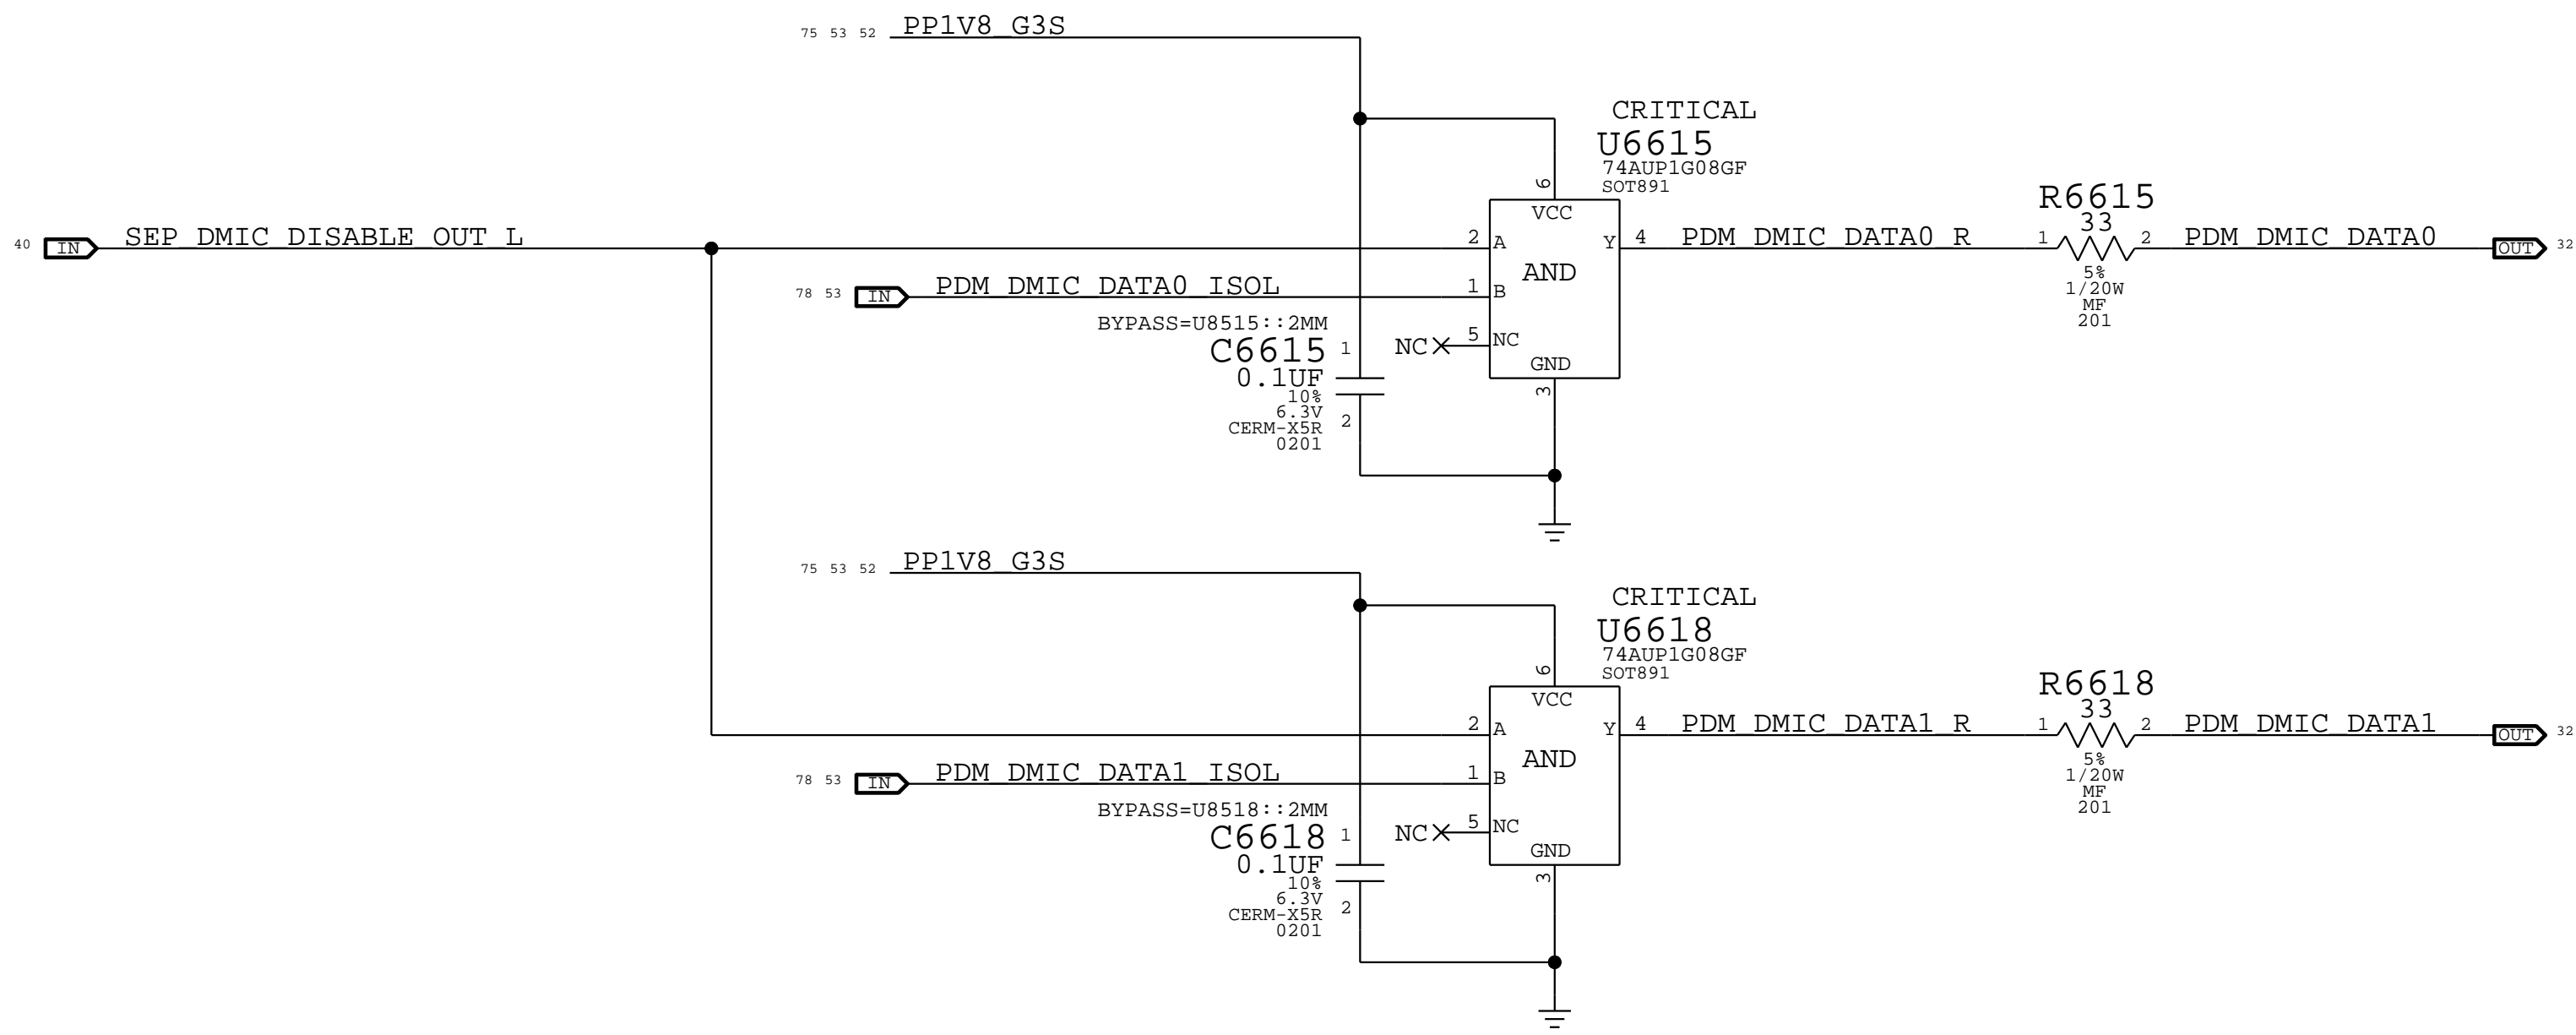 75 53 52 PP1V8_G3S
CRITICAL
U6615
74AUP1G08GF
SOT891
6
VCC
R6615
33
40 IN SEP_DMIC_DISABLE_OUT_L
2 A
Y 4 PDM_DMIC_DATA0_R
1 2 PDM_DMIC_DATA0 OUT 32
AND
5%
1/20W
MF
201
78 53 IN PDM_DMIC_DATA0_ISOL
1 B
BYPASS=U8515::2MM
C6615 1
NC 5 NC
0.1UF
GND
10%
3
6.3V
2
CERM-X5R
0201
75 53 52 PP1V8_G3S
CRITICAL
U6618
74AUP1G08GF
SOT891
6
VCC
R6618
33
2 A
Y 4 PDM_DMIC_DATA1_R
1 2 PDM_DMIC_DATA1 OUT 32
AND
5%
1/20W
MF
201
78 53 IN PDM_DMIC_DATA1_ISOL
1 B
BYPASS=U8518::2MM
C6618 1
NC 5 NC
0.1UF
GND
10%
3
6.3V
2
CERM-X5R
0201